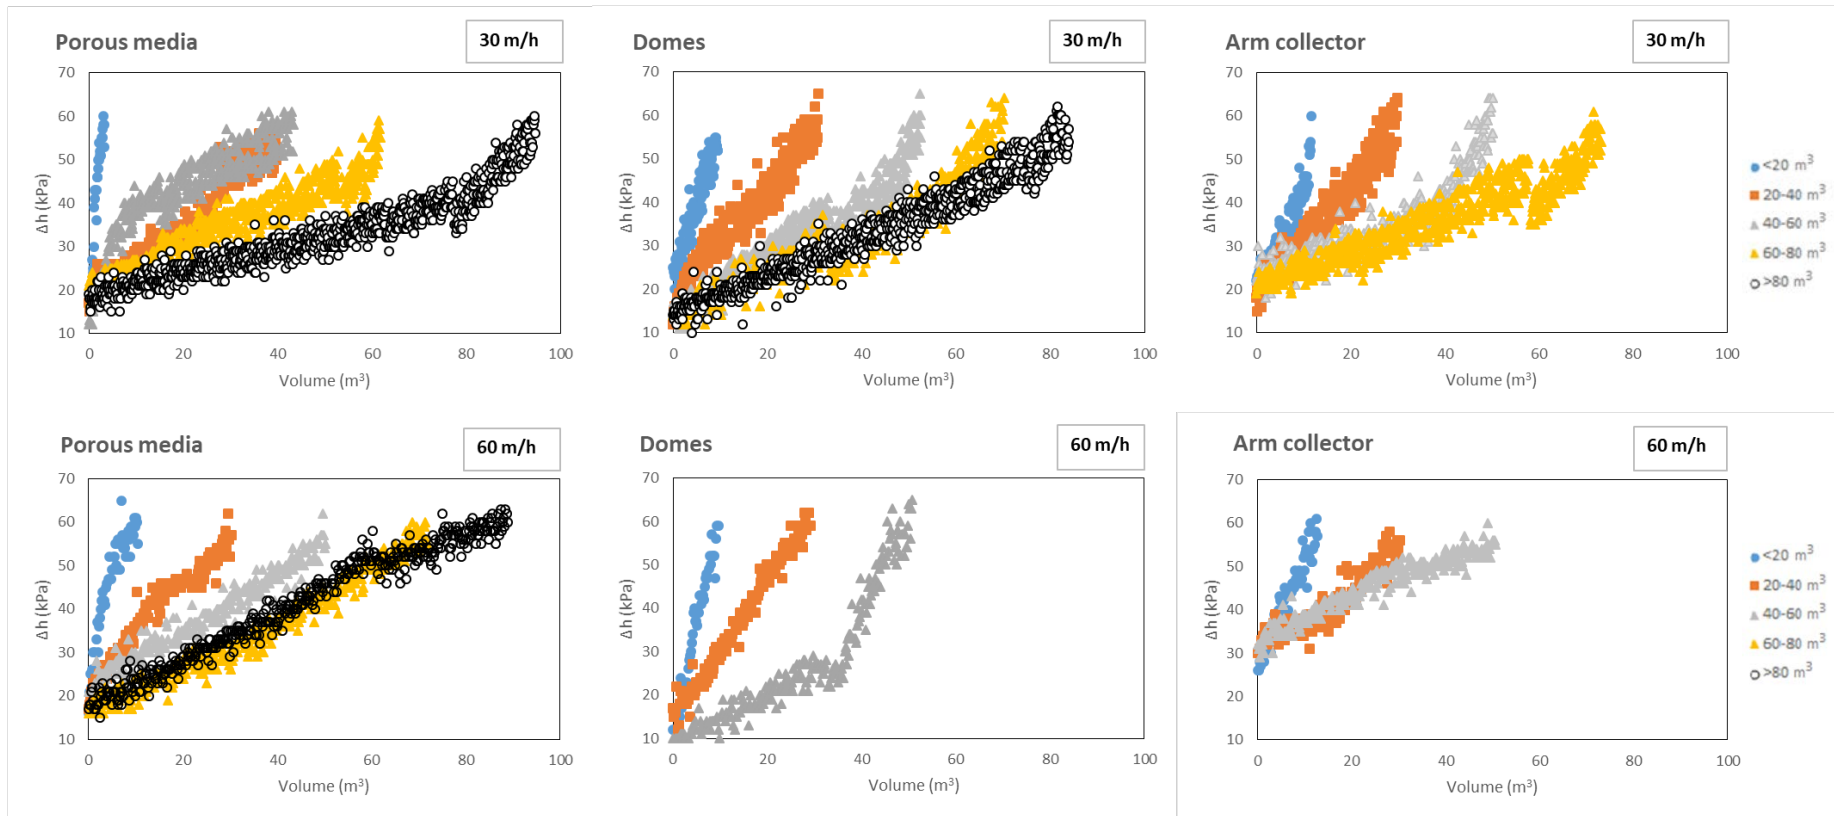 Porous media
30 m/h
70
60
50
40
30
20
10
Δh (kPa)
0 20 40 60 80 100
Volume (m³)
Domes
30 m/h
70
60
50
40
30
20
10
Δh (kPa)
0 20 40 60 80 100
Volume (m³)
Arm collector
30 m/h
70
60
50
40
30
20
10
Δh (kPa)
0 20 40 60 80 100
Volume (m³)
<20 m³
20-40 m³
40-60 m³
60-80 m³
>80 m³
Porous media
60 m/h
70
60
50
40
30
20
10
Δh (kPa)
0 20 40 60 80 100
Volume (m³)
Domes
60 m/h
70
60
50
40
30
20
10
Δh (kPa)
0 20 40 60 80 100
Volume (m³)
Arm collector
60 m/h
70
60
50
40
30
20
10
Δh (kPa)
0 20 40 60 80 100
Volume (m³)
<20 m³
20-40 m³
40-60 m³
60-80 m³
>80 m³